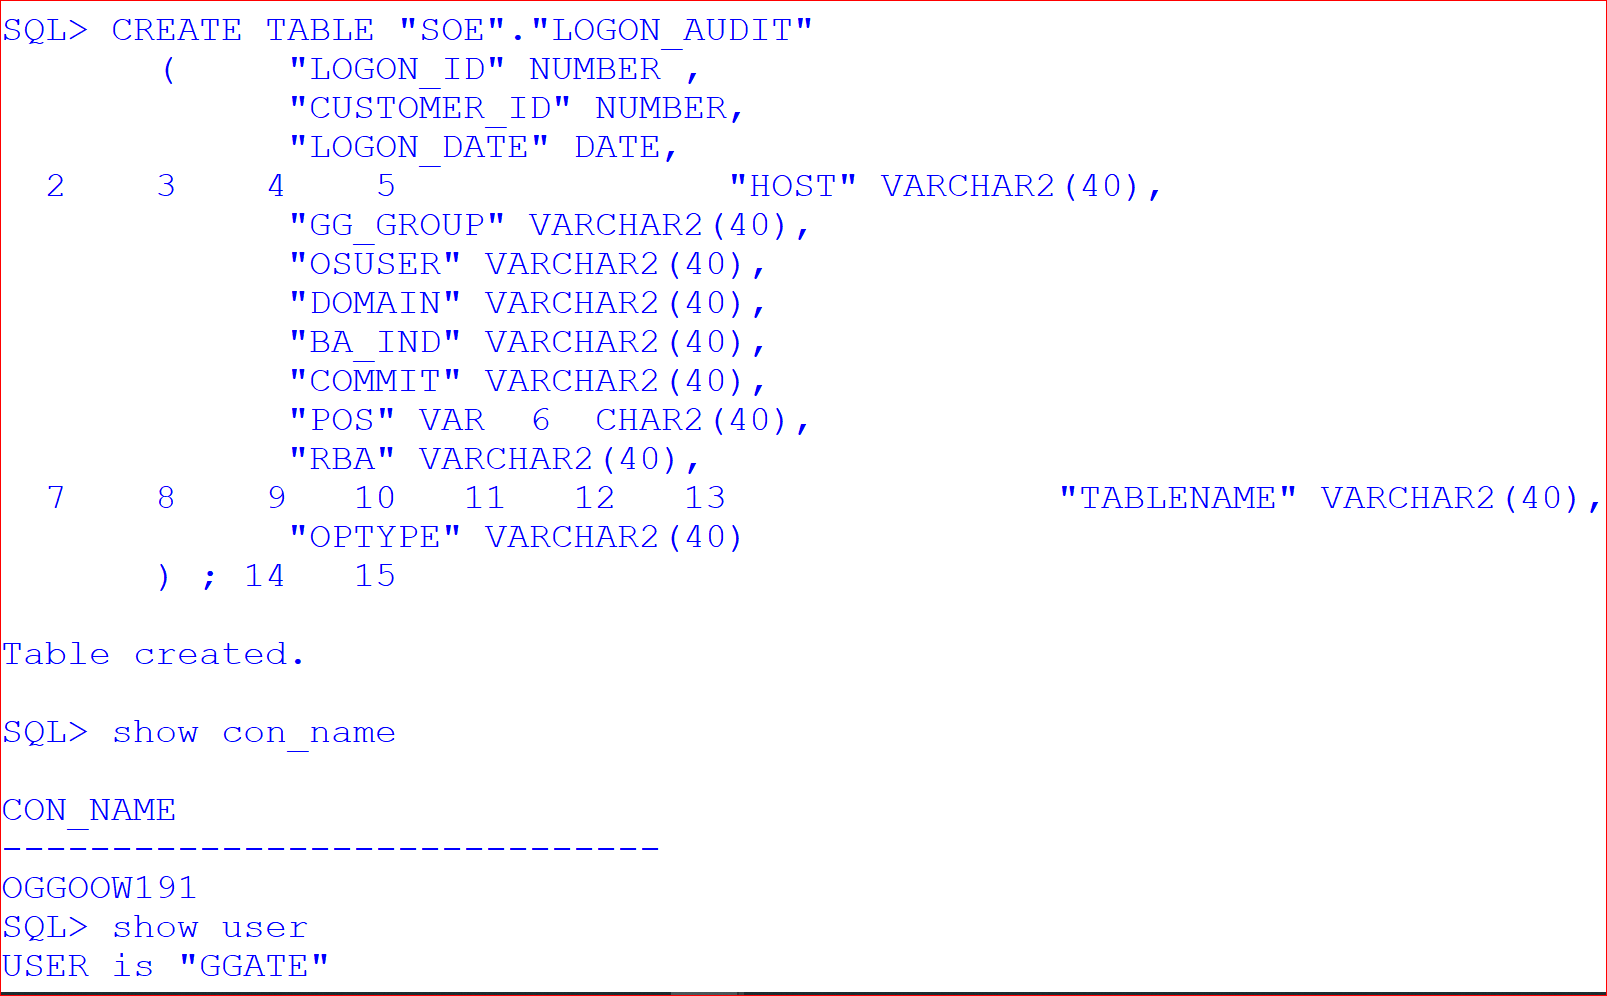 SQL> CREATE TABLE "SOE"."LOGON_AUDIT"
( "LOGON_ID" NUMBER ,
"CUSTOMER_ID" NUMBER,
"LOGON_DATE" DATE,
2 3 4 5 "HOST" VARCHAR2(40),
"GG_GROUP" VARCHAR2(40),
"OSUSER" VARCHAR2(40),
"DOMAIN" VARCHAR2(40),
"BA_IND" VARCHAR2(40),
"COMMIT" VARCHAR2(40),
"POS" VAR 6 CHAR2(40),
"RBA" VARCHAR2(40),
7 8 9 10 11 12 13 "TABLENAME" VARCHAR2(40),
"OPTYPE" VARCHAR2(40)
) ; 14 15
Table created.
SQL> show con_name
CON_NAME
------------------------------
OGGOOW191
SQL> show user
USER is "GGATE"